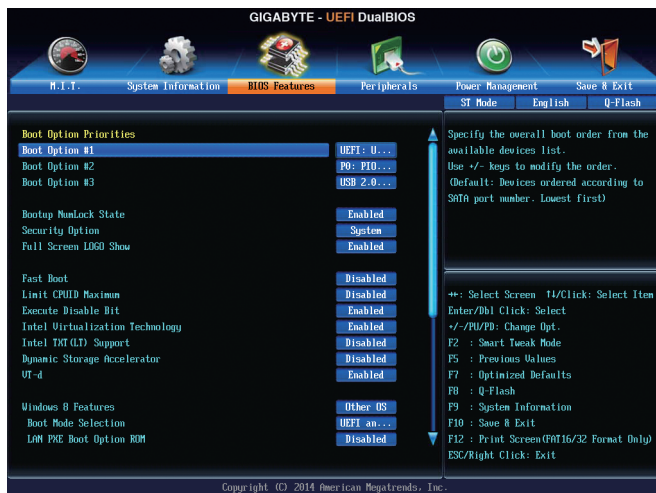 GIGABYTE - UEFI DualBIOS
M.I.T.
System Information
BIOS Features
Peripherals
Power Management
Save & Exit
ST Mode
English
Q-Flash
Boot Option Priorities
Boot Option #1 UEFI: U...
Boot Option #2 P0: PIO...
Boot Option #3 USB 2.0...
Bootup NumLock State Enabled
Security Option System
Full Screen LOGO Show Enabled
Fast Boot Disabled
Limit CPUID Maximum Disabled
Execute Disable Bit Enabled
Intel Virtualization Technology Enabled
Intel TXT(LT) Support Disabled
Dynamic Storage Accelerator Disabled
VT-d Enabled
Windows 8 Features Other OS
Boot Mode Selection UEFI an...
LAN PXE Boot Option ROM Disabled
Specify the overall boot order from the
available devices list.
Use +/- keys to modify the order.
(Default: Devices ordered according to
SATA port number. Lowest first)
↔: Select Screen ↑↓/Click: Select Item
Enter/Dbl Click: Select
+/-/PU/PD: Change Opt.
F2 : Smart Tweak Mode
F5 : Previous Values
F7 : Optimized Defaults
F8 : Q-Flash
F9 : System Information
F10 : Save & Exit
F12 : Print Screen(FAT16/32 Format Only)
ESC/Right Click: Exit
Copyright (C) 2014 American Megatrends, Inc.